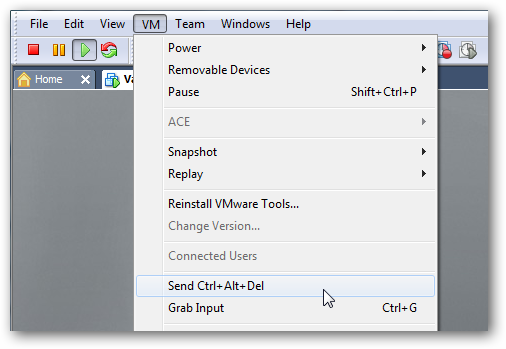 File Edit View VM Team Windows Help
Power
Removable Devices
Pause Shift+Ctrl+P
Home
ACE
Snapshot
Replay
Reinstall VMware Tools...
Change Version...
Connected Users
Send Ctrl+Alt+Del
Grab Input Ctrl+G